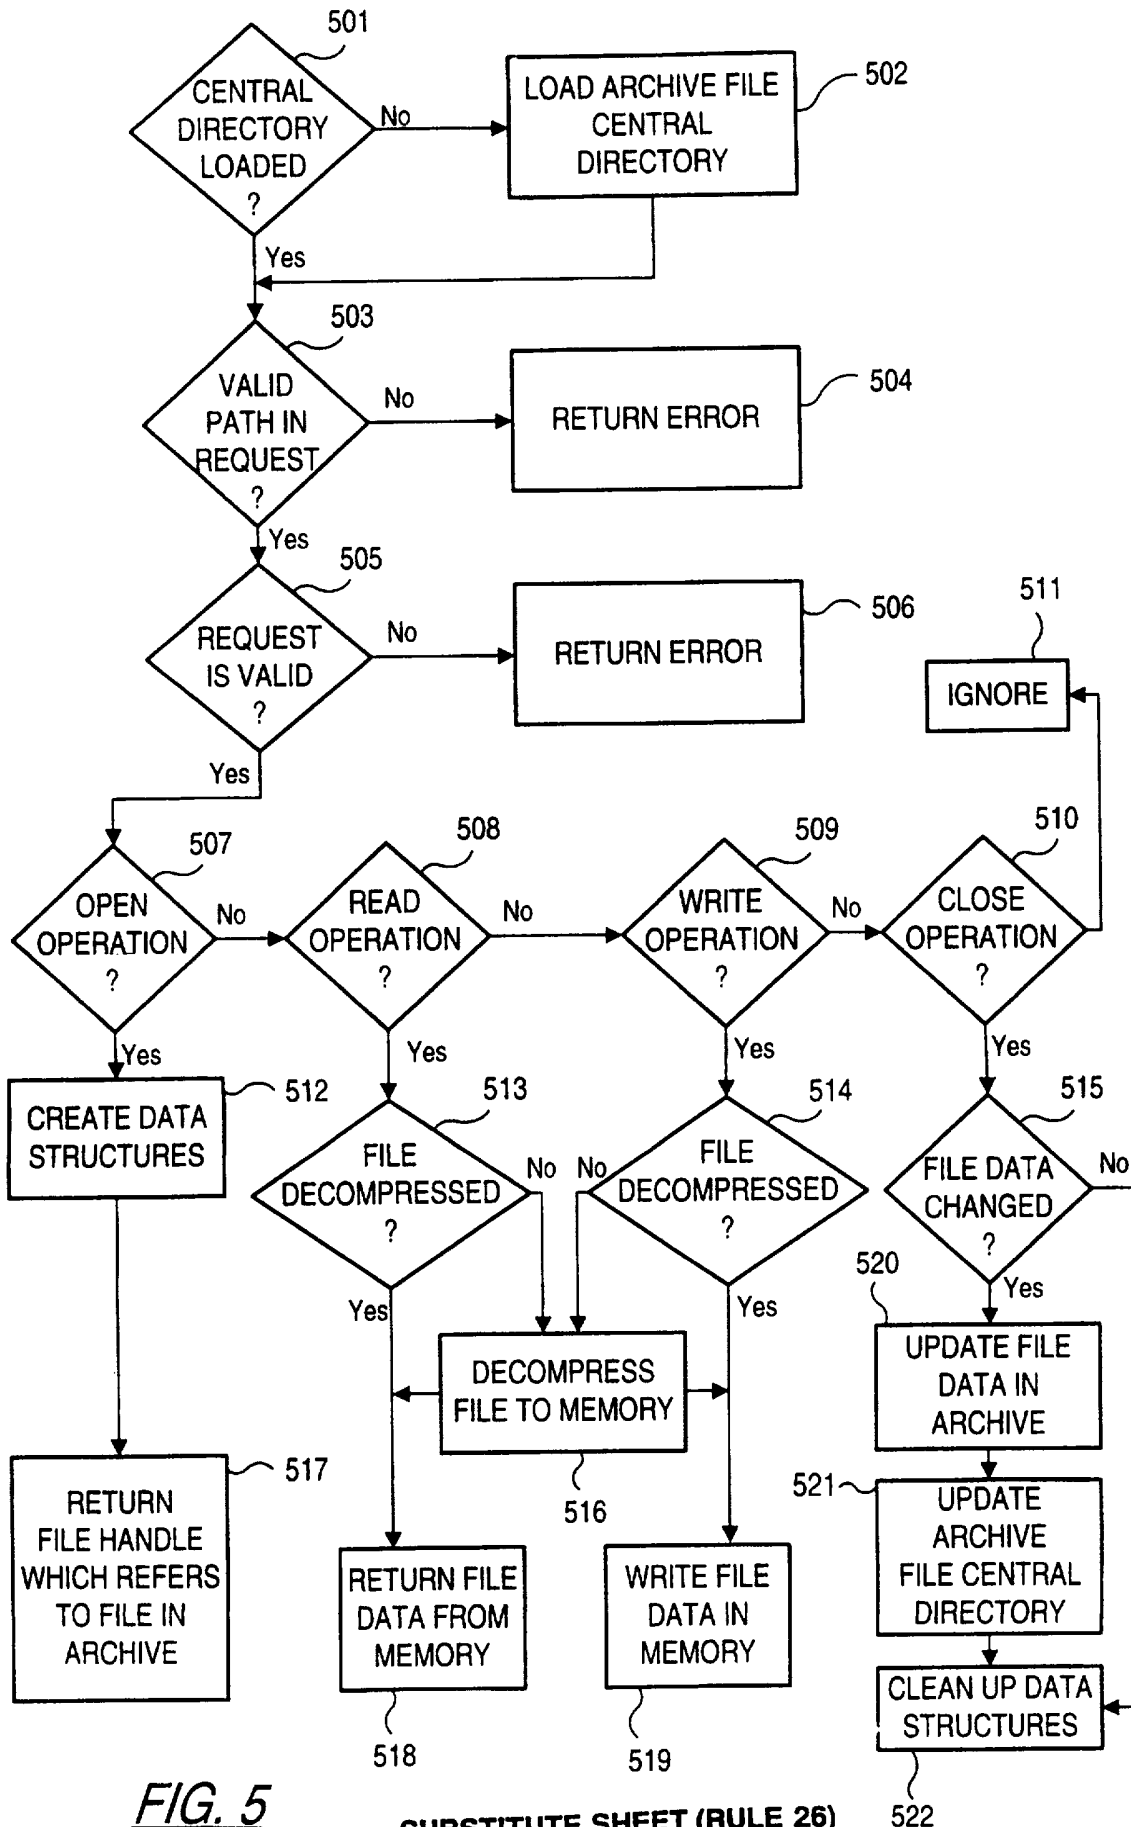 501
CENTRAL
DIRECTORY
LOADED
?
No
LOAD ARCHIVE FILE
CENTRAL
DIRECTORY
502
Yes
503
VALID
PATH IN
REQUEST
?
No
RETURN ERROR
504
Yes
505
REQUEST
IS VALID
?
No
RETURN ERROR
506
511
IGNORE
Yes
507
OPEN
OPERATION
?
No
508
READ
OPERATION
?
No
509
WRITE
OPERATION
?
No
510
CLOSE
OPERATION
?
Yes
Yes
Yes
Yes
512
CREATE DATA
STRUCTURES
513
FILE
DECOMPRESSED
?
No
514
No
FILE
DECOMPRESSED
?
515
FILE DATA
CHANGED
?
No
Yes
Yes
Yes
520
DECOMPRESS
FILE TO MEMORY
516
UPDATE FILE
DATA IN
ARCHIVE
517
RETURN
FILE HANDLE
WHICH REFERS
TO FILE IN
ARCHIVE
521
UPDATE
ARCHIVE
FILE CENTRAL
DIRECTORY
RETURN FILE
DATA FROM
MEMORY
518
WRITE FILE
DATA IN
MEMORY
519
CLEAN UP DATA
STRUCTURES
522
FIG. 5
SUBSTITUTE SHEET (RULE 26)